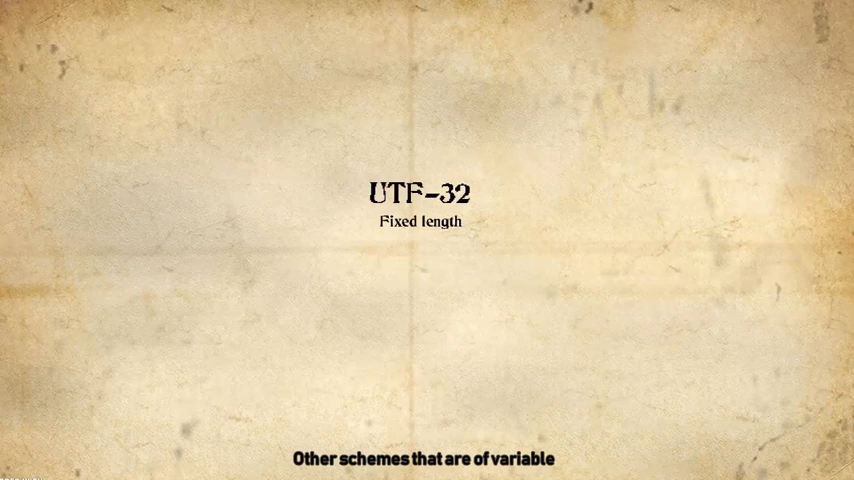 UTF-32
Fixed length
Other schemes that are of variable